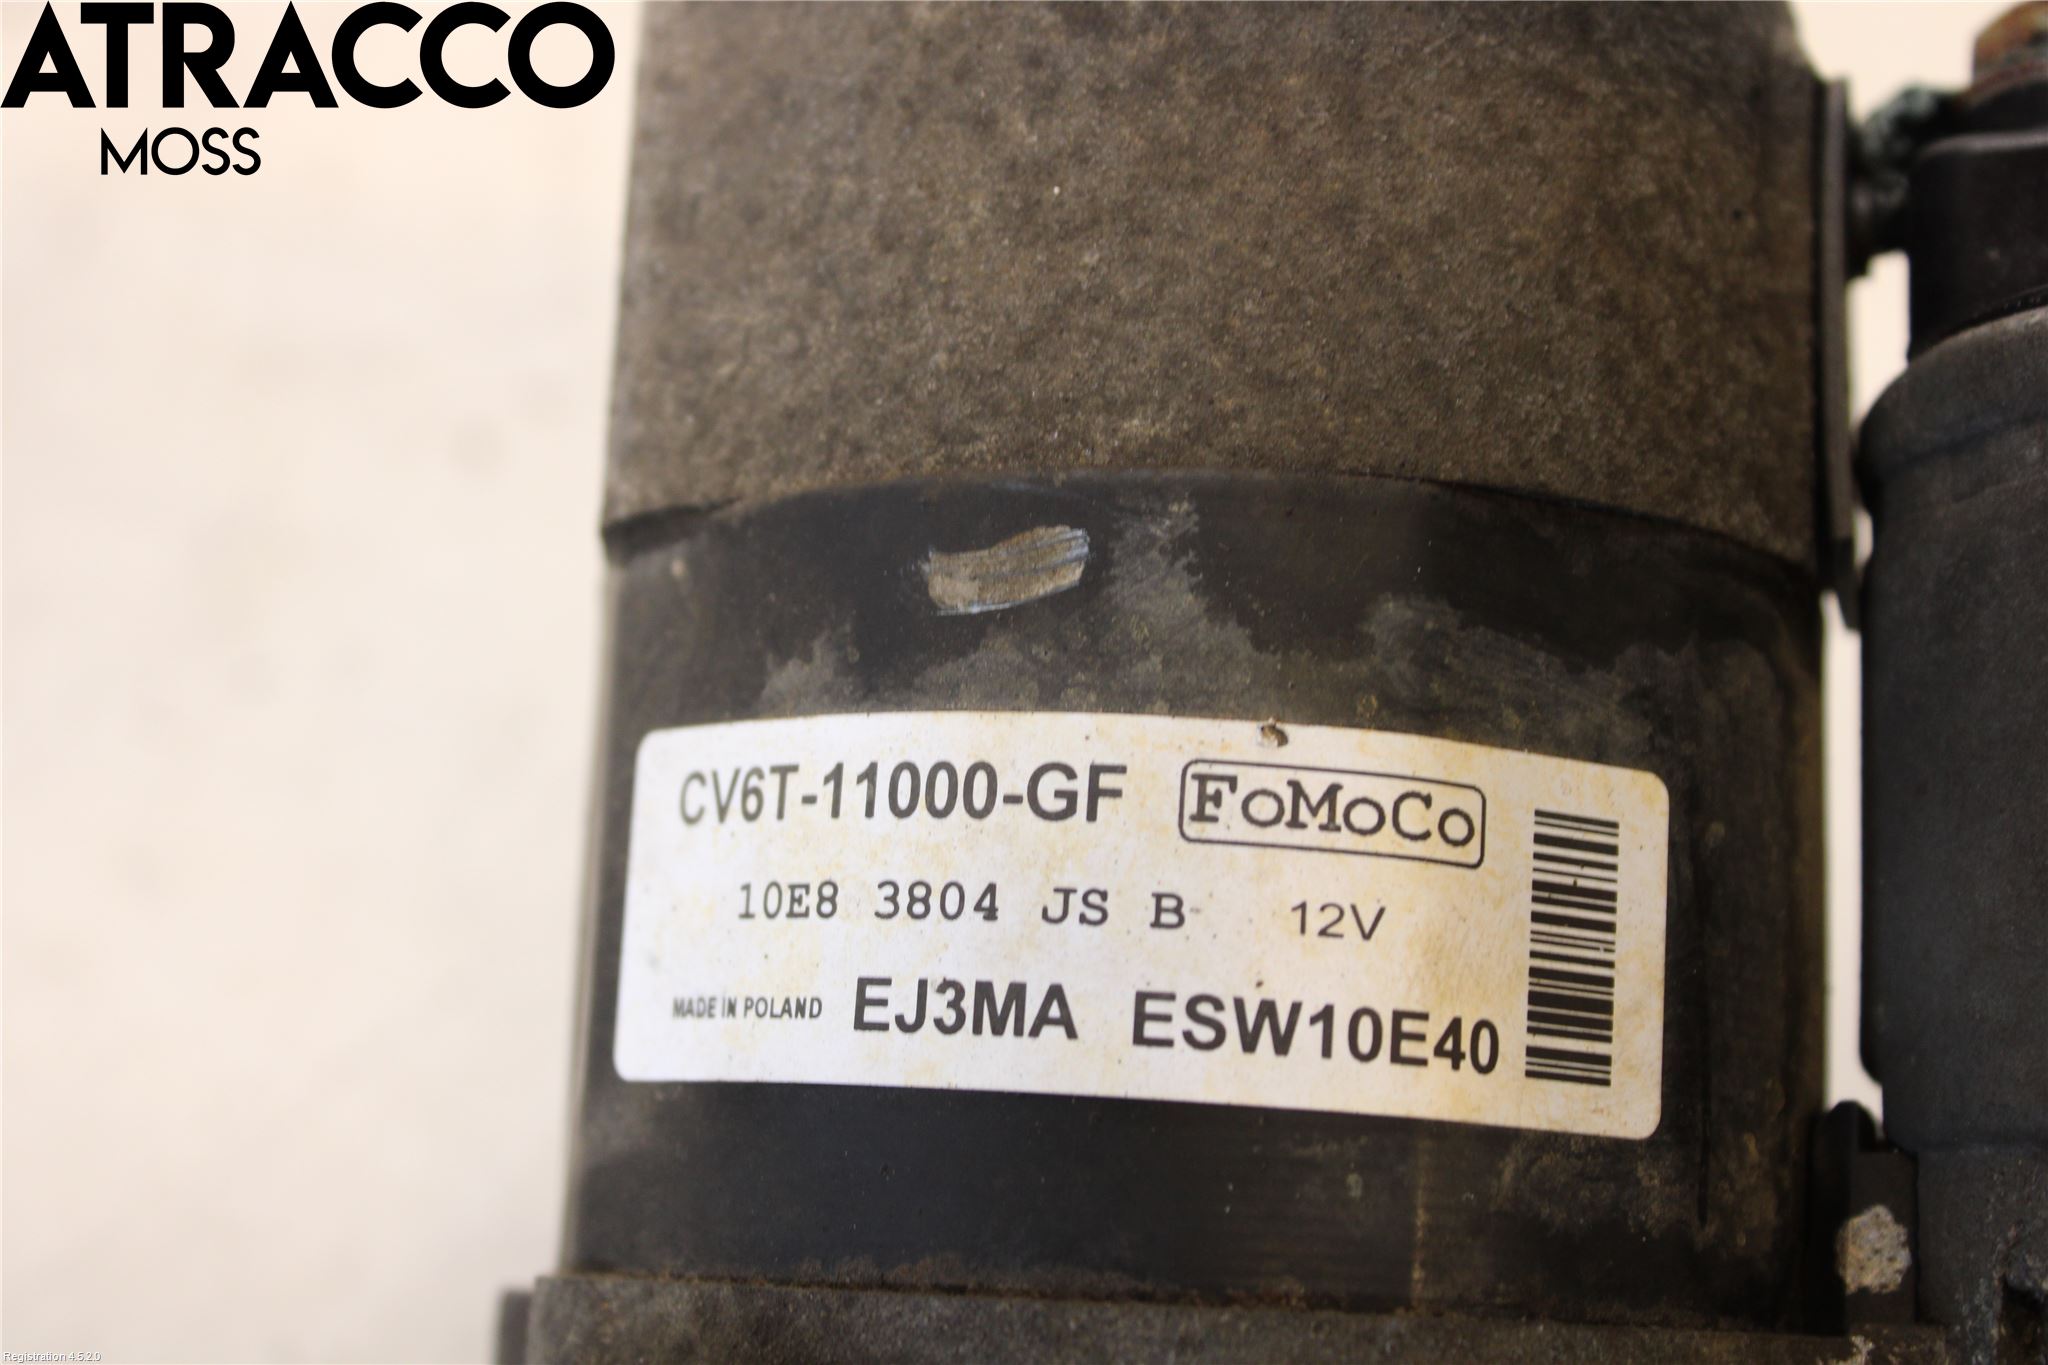 ATRACCO
MOSS
CV6T-11000-GF FoMoCo
10E8 3804 JS B 12V
MADE IN POLAND EJ3MA ESW10E40
Registration 4.5.2.0